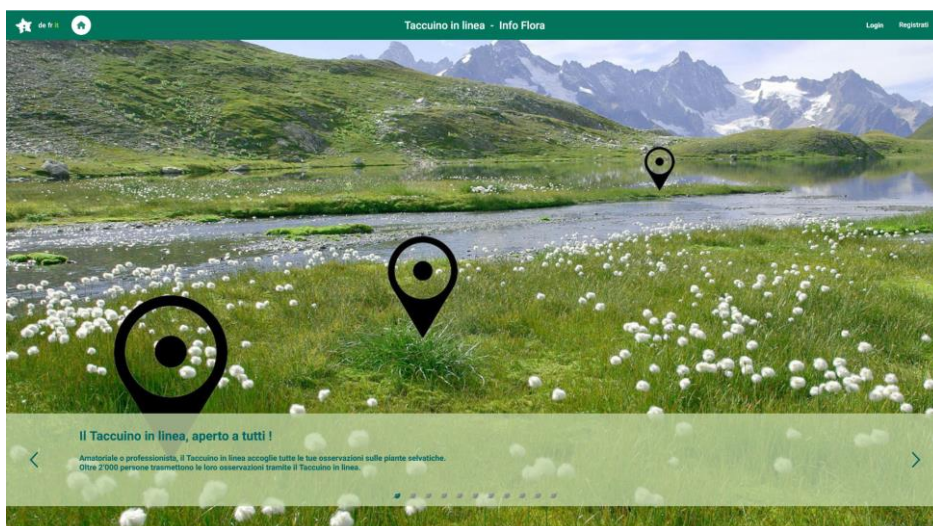 de fr it
Taccuino in linea - Info Flora
Login
Registrati
Il Taccuino in linea, aperto a tutti !
Amatoriale o professionista, il Taccuino in linea accoglie tutte le tue osservazioni sulle piante selvatiche.
Oltre 2'000 persone trasmettono le loro osservazioni tramite il Taccuino in linea.